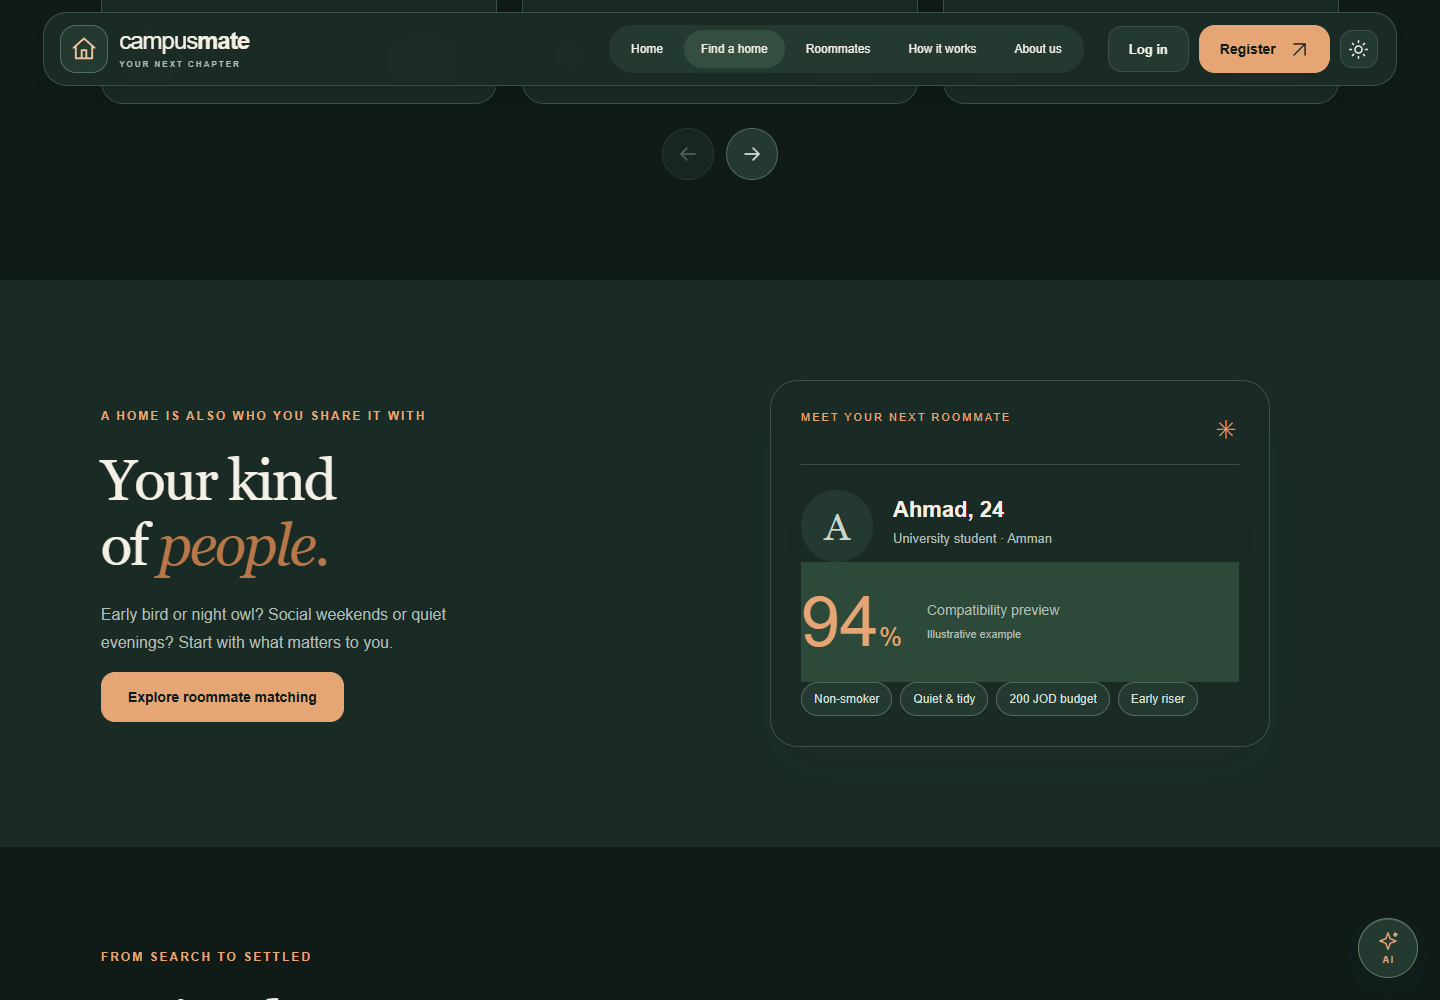 campusmate
YOUR NEXT CHAPTER
Home
Find a home
Roommates
How it works
About us
Log in
Register
A HOME IS ALSO WHO YOU SHARE IT WITH
Your kind
of people.
Early bird or night owl? Social weekends or quiet
evenings? Start with what matters to you.
Explore roommate matching
MEET YOUR NEXT ROOMMATE
A
Ahmad, 24
University student · Amman
94%
Compatibility preview
Illustrative example
Non-smoker
Quiet & tidy
200 JOD budget
Early riser
FROM SEARCH TO SETTLED
AI